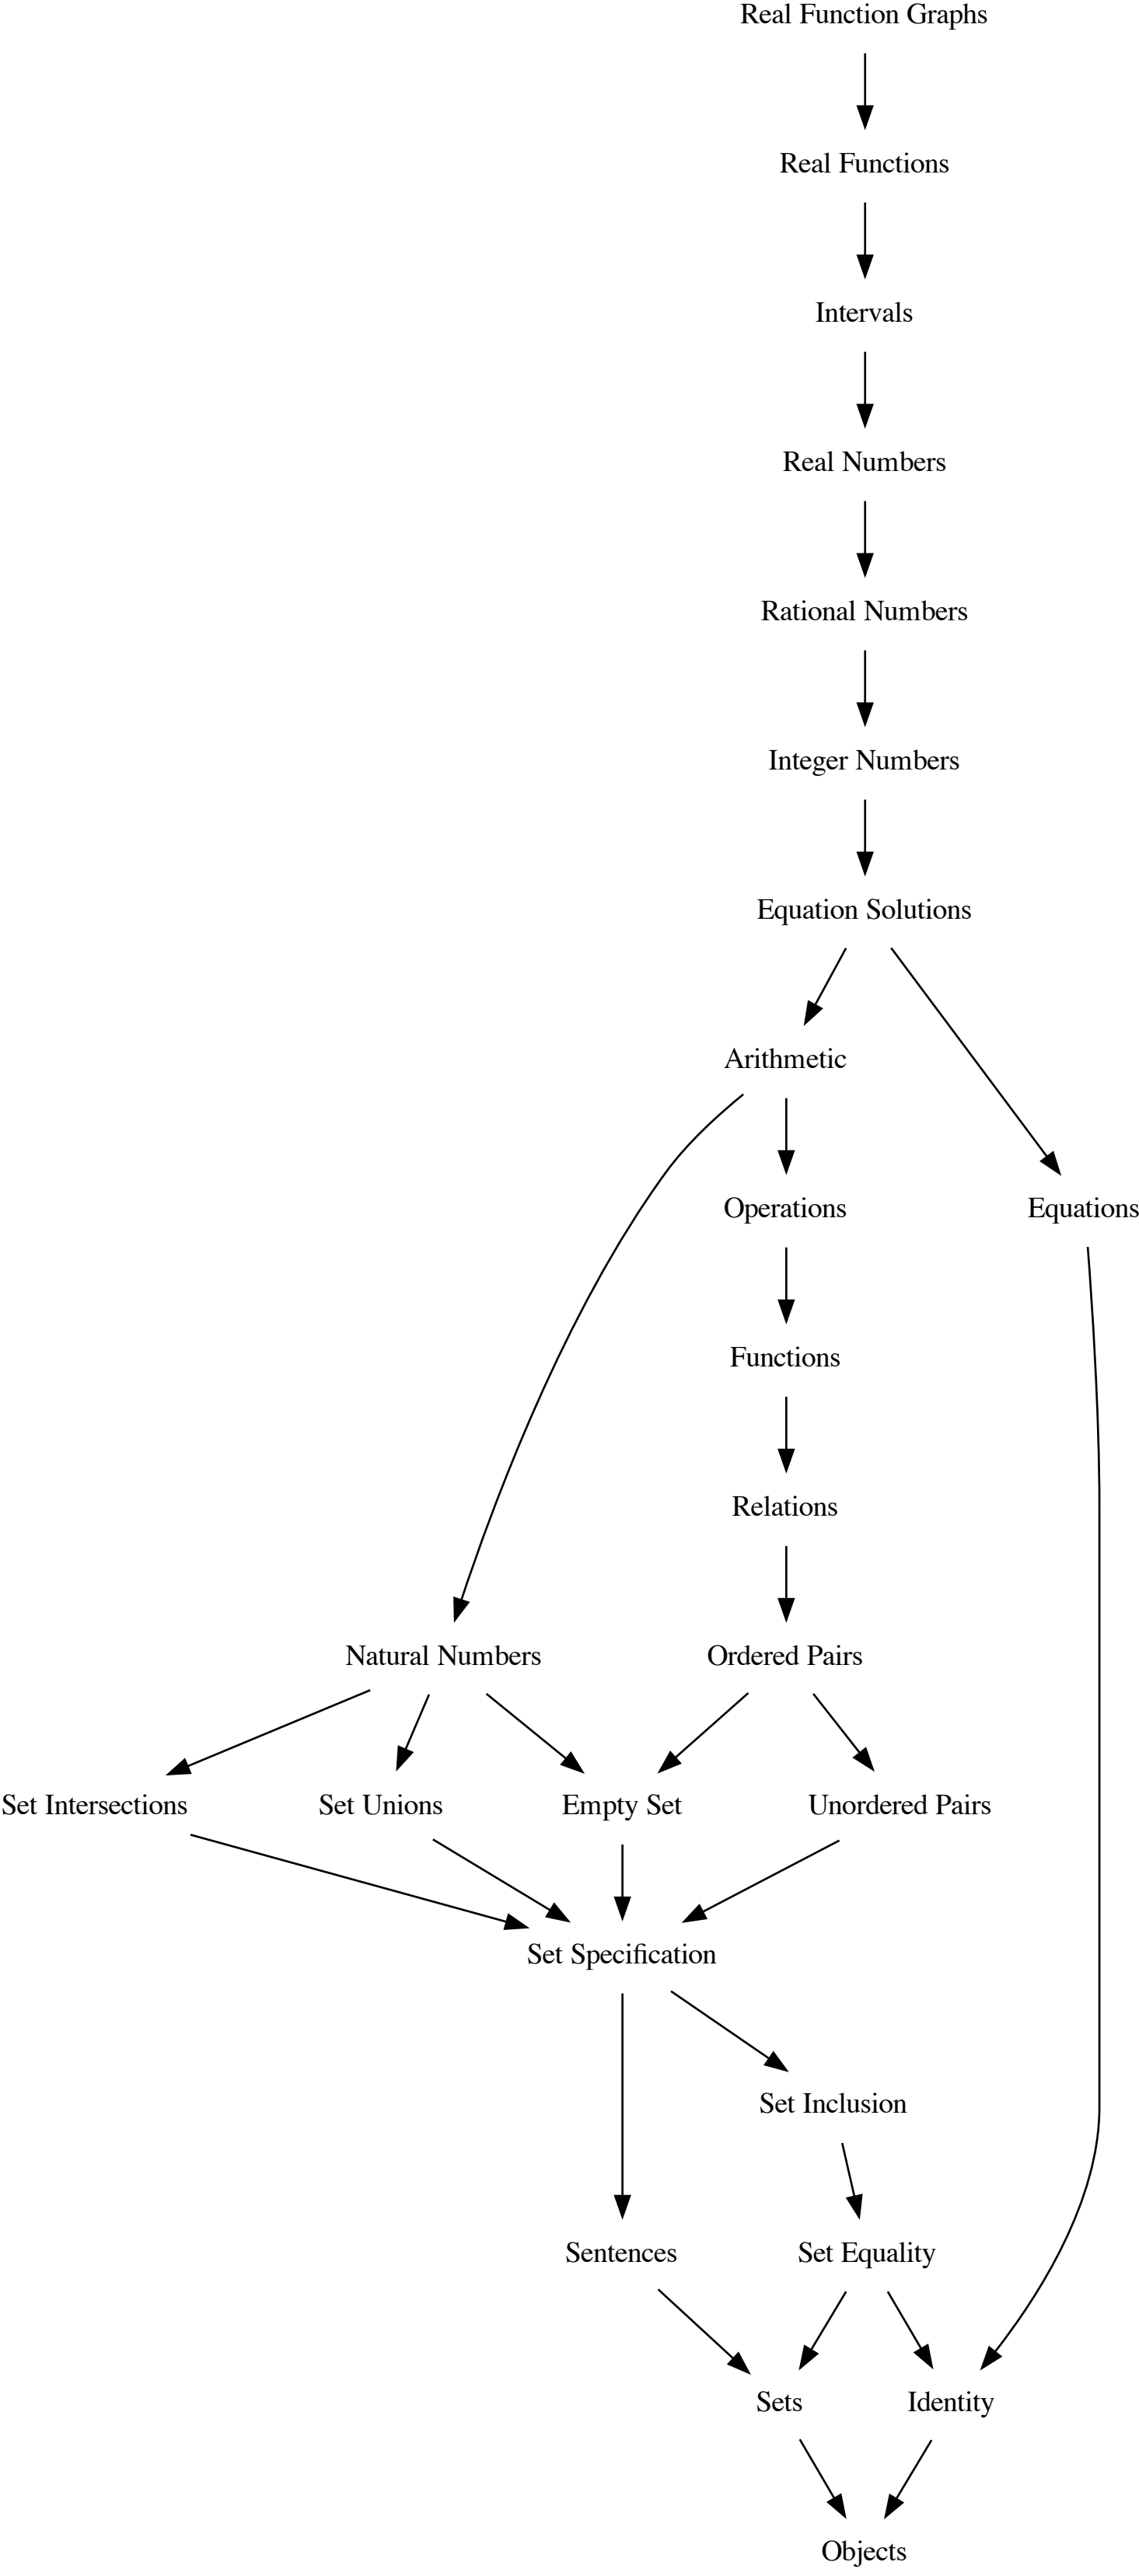 Real Function Graphs
Real Functions
Intervals
Real Numbers
Rational Numbers
Integer Numbers
Equation Solutions
Arithmetic
Operations
Equations
Functions
Relations
Natural Numbers
Ordered Pairs
Set Intersections
Set Unions
Empty Set
Unordered Pairs
Set Specification
Set Inclusion
Sentences
Set Equality
Sets
Identity
Objects